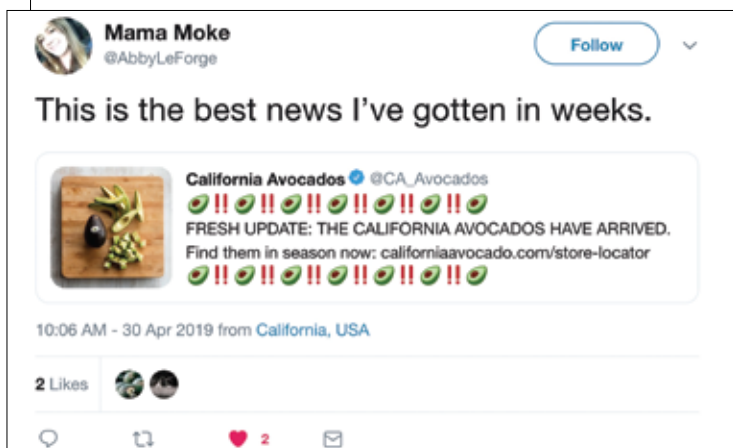 Mama Moke
@AbbyLeForge
Follow
This is the best news I've gotten in weeks.
California Avocados @CA_Avocados
🥑‼️🥑‼️🥑‼️🥑‼️🥑‼️🥑‼️🥑
FRESH UPDATE: THE CALIFORNIA AVOCADOS HAVE ARRIVED.
Find them in season now: californiaavocado.com/store-locator
🥑‼️🥑‼️🥑‼️🥑‼️🥑‼️🥑‼️🥑
10:06 AM - 30 Apr 2019 from California, USA
2 Likes
2